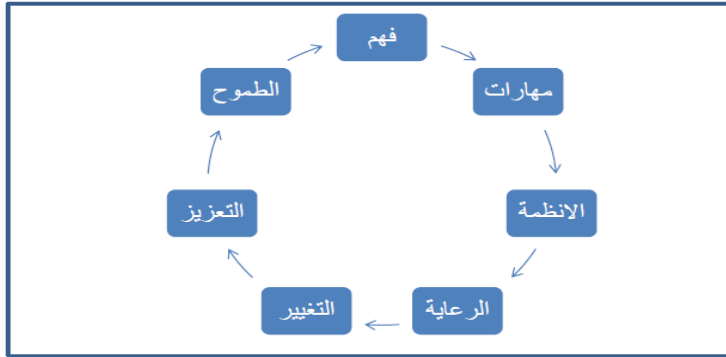 فهم
مهارات
الانظمة
الرعاية
التغيير
التعزيز
الطموح